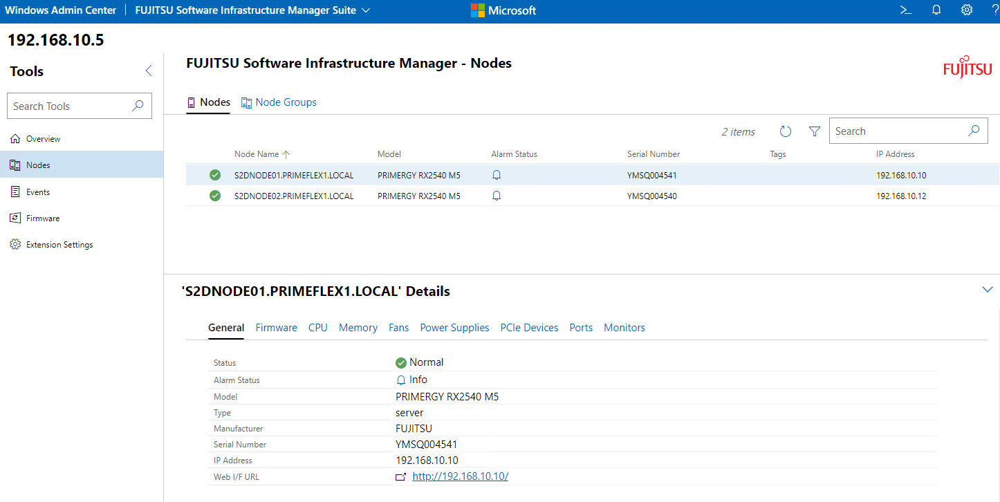 Windows Admin Center | FUJITSU Software Infrastructure Manager Suite Microsoft ?
192.168.10.5
Tools
Search Tools
Overview
Nodes
Events
Firmware
Extension Settings
FUJITSU Software Infrastructure Manager - Nodes
FUJITSU
Nodes Node Groups
2 items Search
Node Name Model Alarm Status Serial Number Tags IP Address
S2DNODE01.PRIMEFLEX1.LOCAL PRIMERGY RX2540 M5 YMSQ004541 192.168.10.10
S2DNODE02.PRIMEFLEX1.LOCAL PRIMERGY RX2540 M5 YMSQ004540 192.168.10.12
'S2DNODE01.PRIMEFLEX1.LOCAL' Details
General Firmware CPU Memory Fans Power Supplies PCIe Devices Ports Monitors
Status Normal
Alarm Status Info
Model PRIMERGY RX2540 M5
Type server
Manufacturer FUJITSU
Serial Number YMSQ004541
IP Address 192.168.10.10
Web I/F URL http://192.168.10.10/